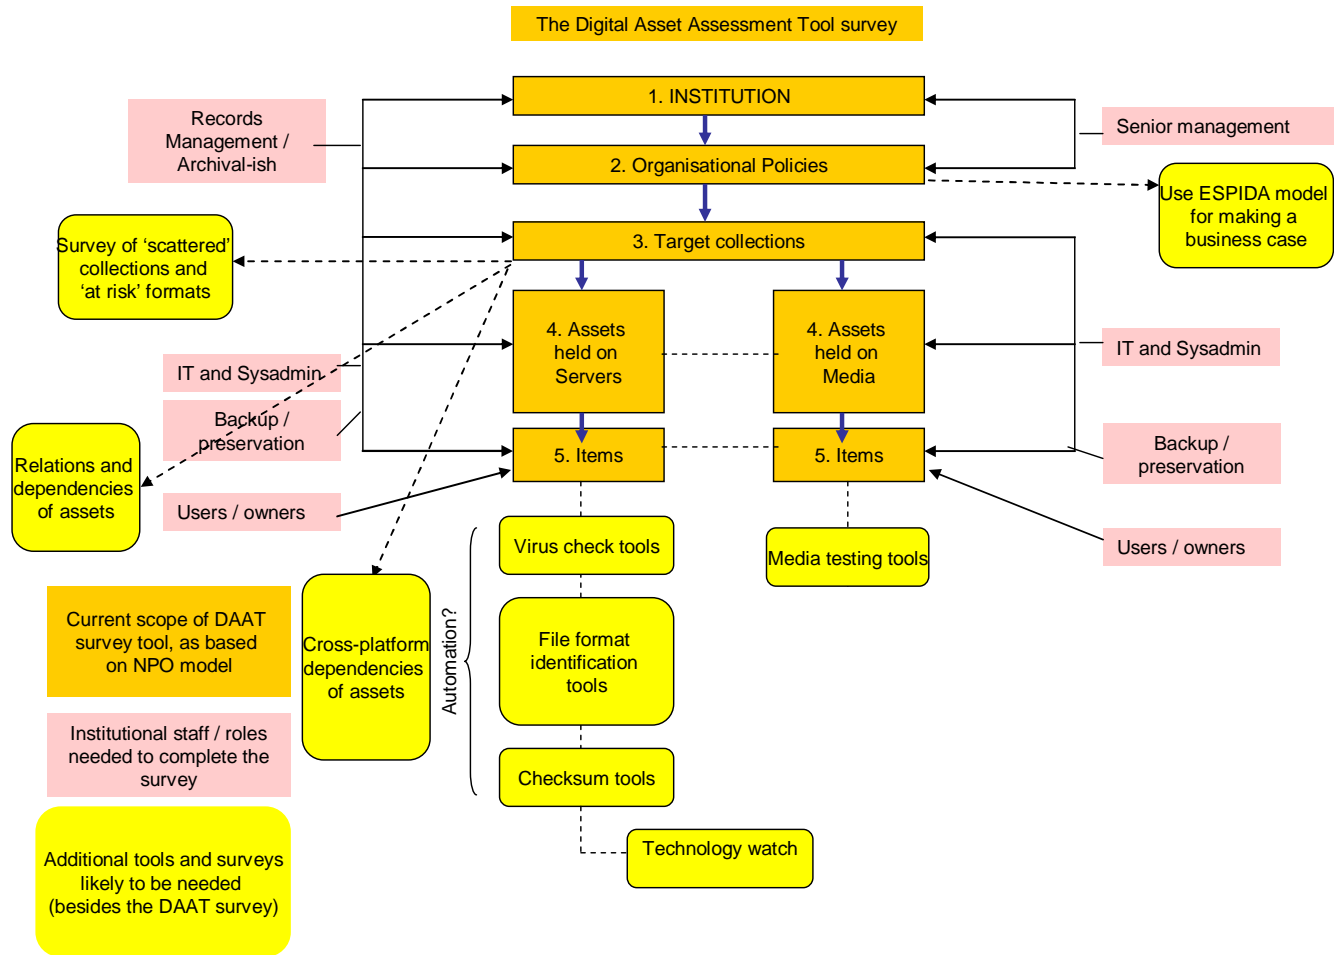 The Digital Asset Assessment Tool survey
1. INSTITUTION
Records
Management /
Archival-ish
Senior management
2. Organisational Policies
Use ESPIDA model
for making a
business case
3. Target collections
Survey of ‘scattered’
collections and
‘at risk’ formats
4. Assets
held on
Servers
4. Assets
held on
Media
IT and Sysadmin
IT and Sysadmin
Backup /
preservation
Backup /
preservation
5. Items
5. Items
Relations and
dependencies
of assets
Users / owners
Users / owners
Virus check tools
Media testing tools
Automation?
Cross-platform
dependencies
of assets
File format
identification
tools
Checksum tools
Technology watch
Current scope of DAAT
survey tool, as based
on NPO model
Institutional staff / roles
needed to complete the
survey
Additional tools and surveys
likely to be needed
(besides the DAAT survey)